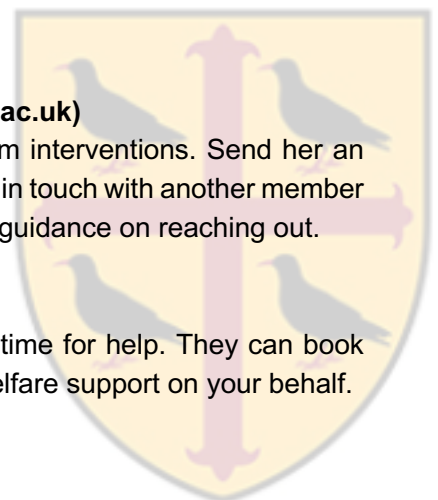 ac.uk)
m interventions. Send her an
in touch with another member
guidance on reaching out.
time for help. They can book
elfare support on your behalf.